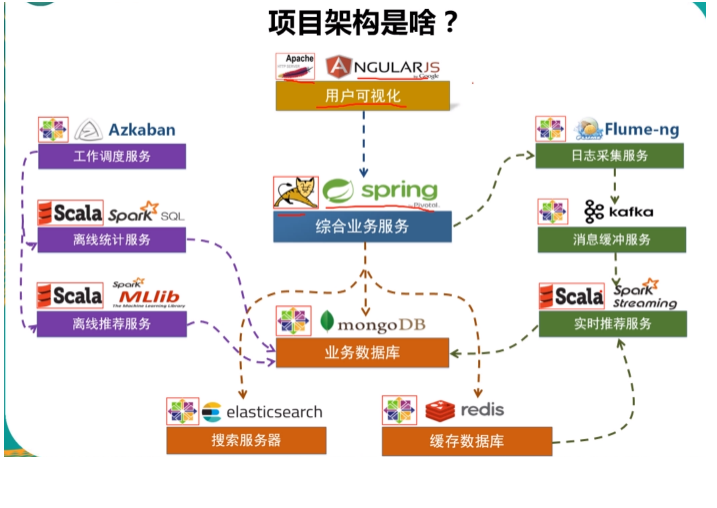 项目架构是啥？
Apache
ANGULARJS
by Google
用户可视化
Azkaban
工作调度服务
Flume-ng
日志采集服务
Scala Spark SQL
离线统计服务
spring
by Pivotal.
综合业务服务
kafka
消息缓冲服务
Scala Spark MLlib
The Machine Learning Library
离线推荐服务
mongoDB
业务数据库
Scala Spark Streaming
实时推荐服务
elasticsearch
搜索服务器
redis
缓存数据库